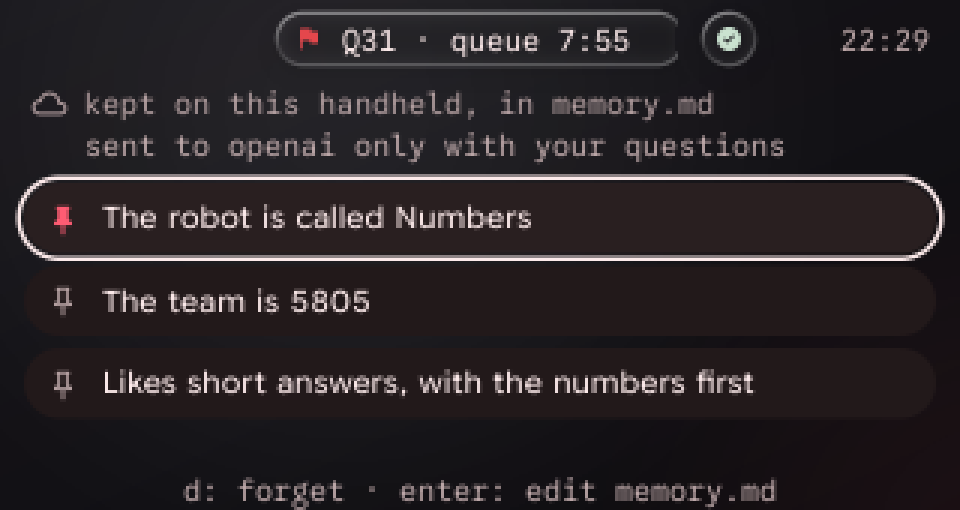 Q31 · queue 7:55
22:29
kept on this handheld, in memory.md
sent to openai only with your questions
The robot is called Numbers
The team is 5805
Likes short answers, with the numbers first
d: forget · enter: edit memory.md